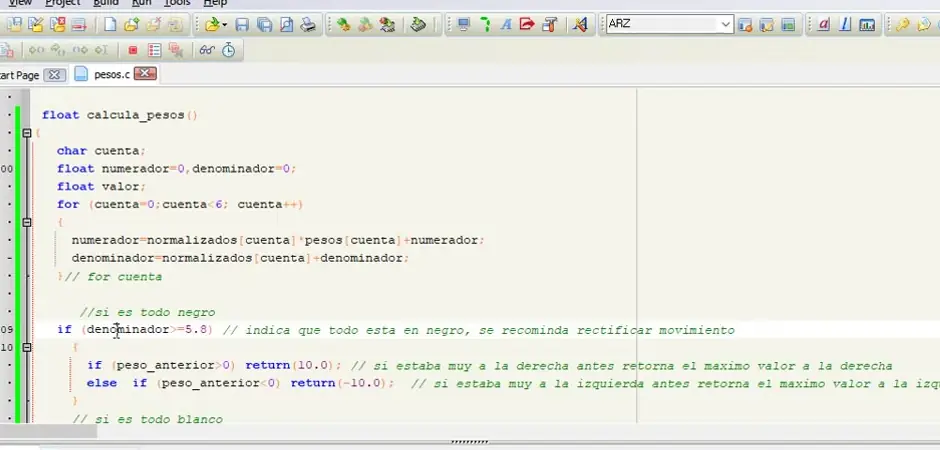 View Project Build Run Tools Help
ARZ
Start Page pesos.c
float calcula_pesos()
{
char cuenta;
00 float numerador=0,denominador=0;
float valor;
for (cuenta=0;cuenta<6; cuenta++)
{
numerador=normalizados[cuenta]*pesos[cuenta]+numerador;
denominador=normalizados[cuenta]+denominador;
}// for cuenta
//si es todo negro
09 if (denominador>=5.8) // indica que todo esta en negro, se recominda rectificar movimiento
10 {
if (peso_anterior>0) return(10.0); // si estaba muy a la derecha antes retorna el maximo valor a la derecha
else if (peso_anterior<0) return(-10.0); // si estaba muy a la izquierda antes retorna el maximo valor a la izq
}
// si es todo blanco